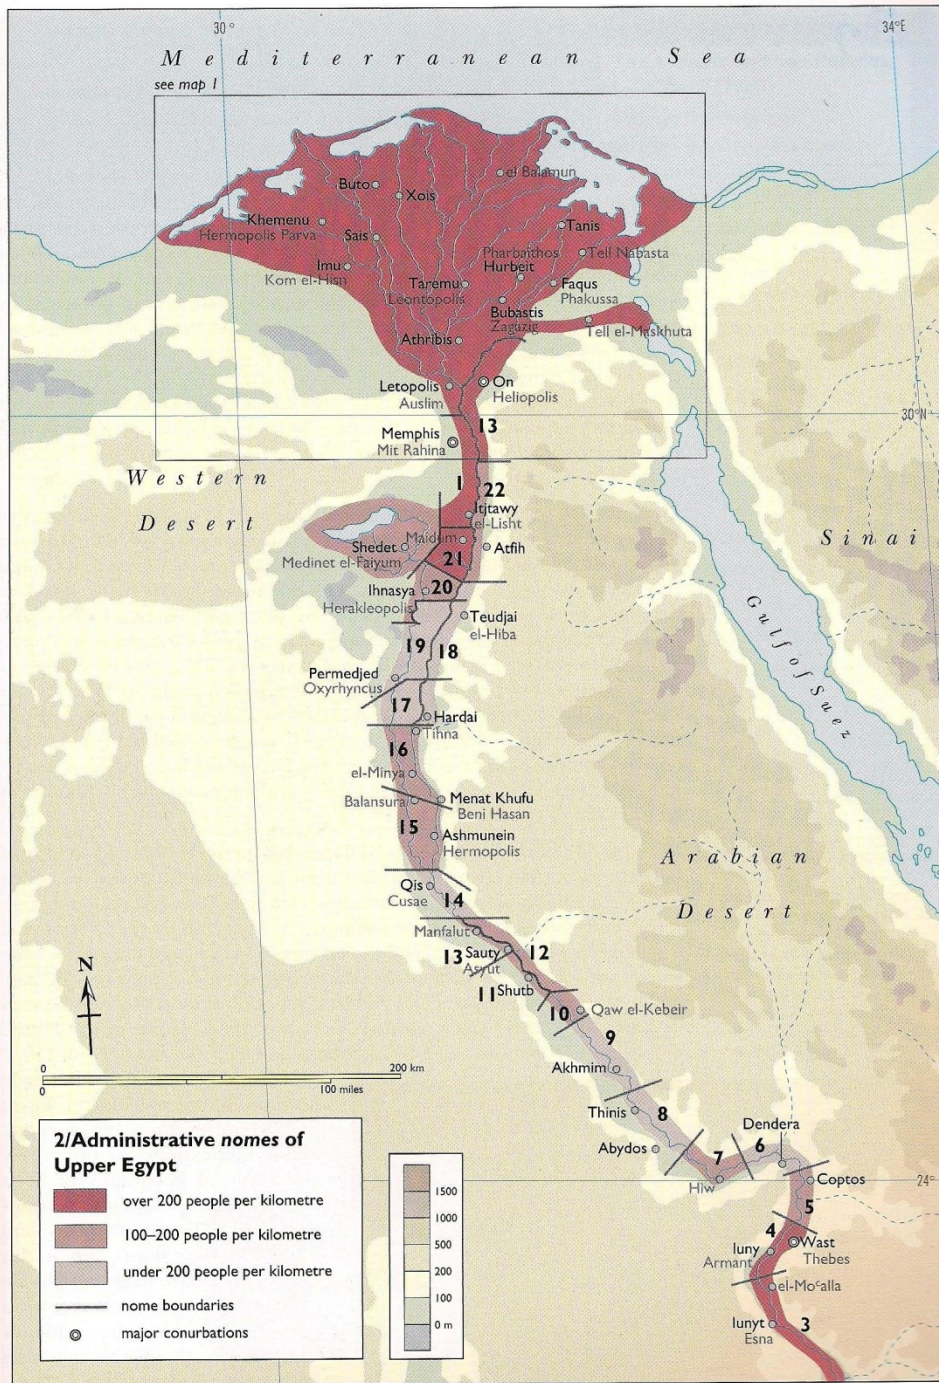 30°
34°E
Mediterranean Sea
see map 1
el Balamun
Buto
Xois
Khemenu
Hermopolis Parva
Sais
Tanis
Pharbaithos
Hurbeit
Tell Nabasta
Imu
Kom el-Hisn
Taremu
Leontopolis
Faqus
Phakussa
Bubastis
Zagazig
Tell el-Maskhuta
Athribis
Letopolis
Auslim
On
Heliopolis
30°N
13
Memphis
Mit Rahina
Western
Desert
1
22
Itjtawy
el-Lisht
Maidum
Shedet
Medinet el-Faiyum
21
Atfih
Sinai
Ihnasya
Herakleopolis
20
Teudjai
el-Hiba
19
18
Gulf of Suez
Permedjed
Oxyrhyncus
17
Hardai
Tihna
16
el-Minya
Balansura
Menat Khufu
Beni Hasan
15
Ashmunein
Hermopolis
Arabian
Desert
Qis
Cusae
14
Manfalut
13
Sauty
Asyut
12
11
Shutb
N
10
Qaw el-Kebeir
9
Akhmim
0
200 km
0
100 miles
Thinis
8
Abydos
7
Hiw
6
Dendera
Coptos
24°
5
4
Wast
Thebes
Iuny
Armant
el-Moᶜalla
Iunyt
Esna
3
2/Administrative nomes of
Upper Egypt
over 200 people per kilometre
100–200 people per kilometre
under 200 people per kilometre
nome boundaries
major conurbations
1500
1000
500
200
100
0 m